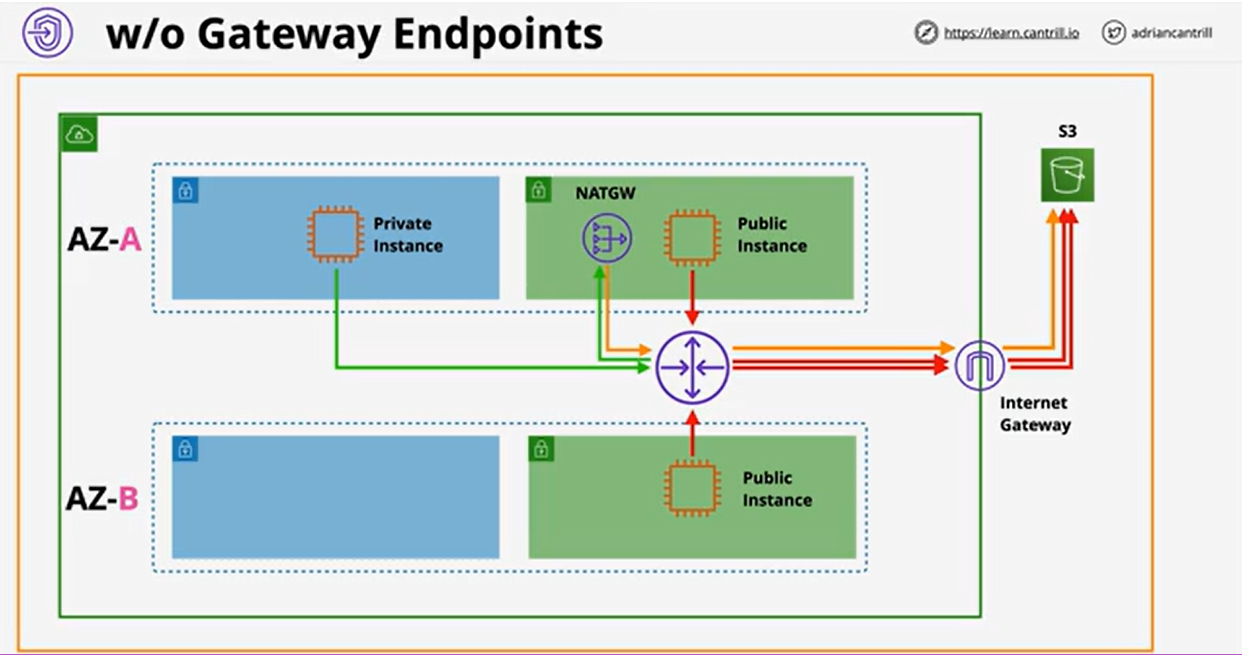 w/o Gateway Endpoints
https://learn.cantrill.io
adriancantrill
S3
NATGW
AZ-A
Private
Instance
Public
Instance
Internet
Gateway
AZ-B
Public
Instance